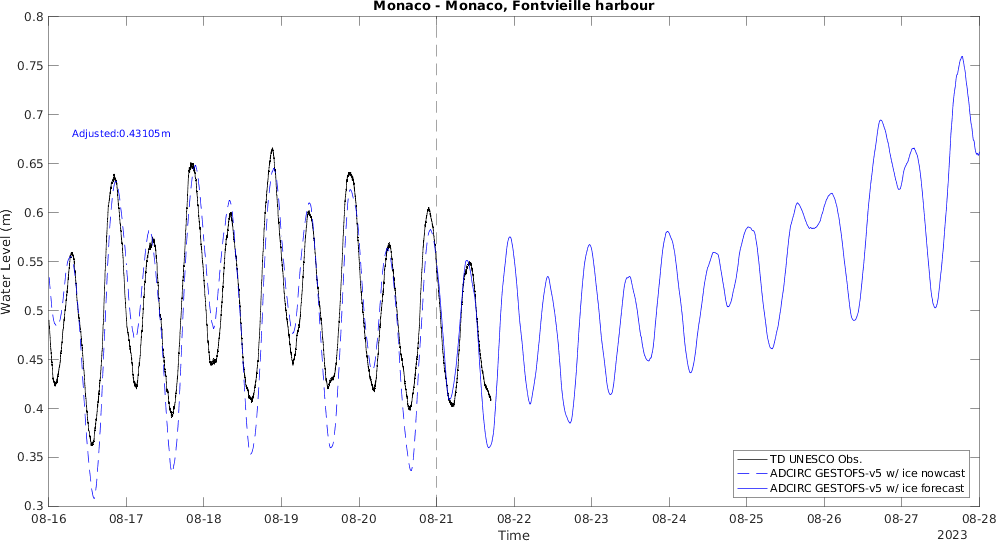 Monaco - Monaco, Fontvieille harbour
0.8
0.75
0.7
0.65
0.6
0.55
0.5
0.45
0.4
0.35
0.3
Water Level (m)
Adjusted:0.43105m
TD UNESCO Obs.
ADCIRC GESTOFS-v5 w/ ice nowcast
ADCIRC GESTOFS-v5 w/ ice forecast
08-16 08-17 08-18 08-19 08-20 08-21 08-22 08-23 08-24 08-25 08-26 08-27 08-28
Time
2023